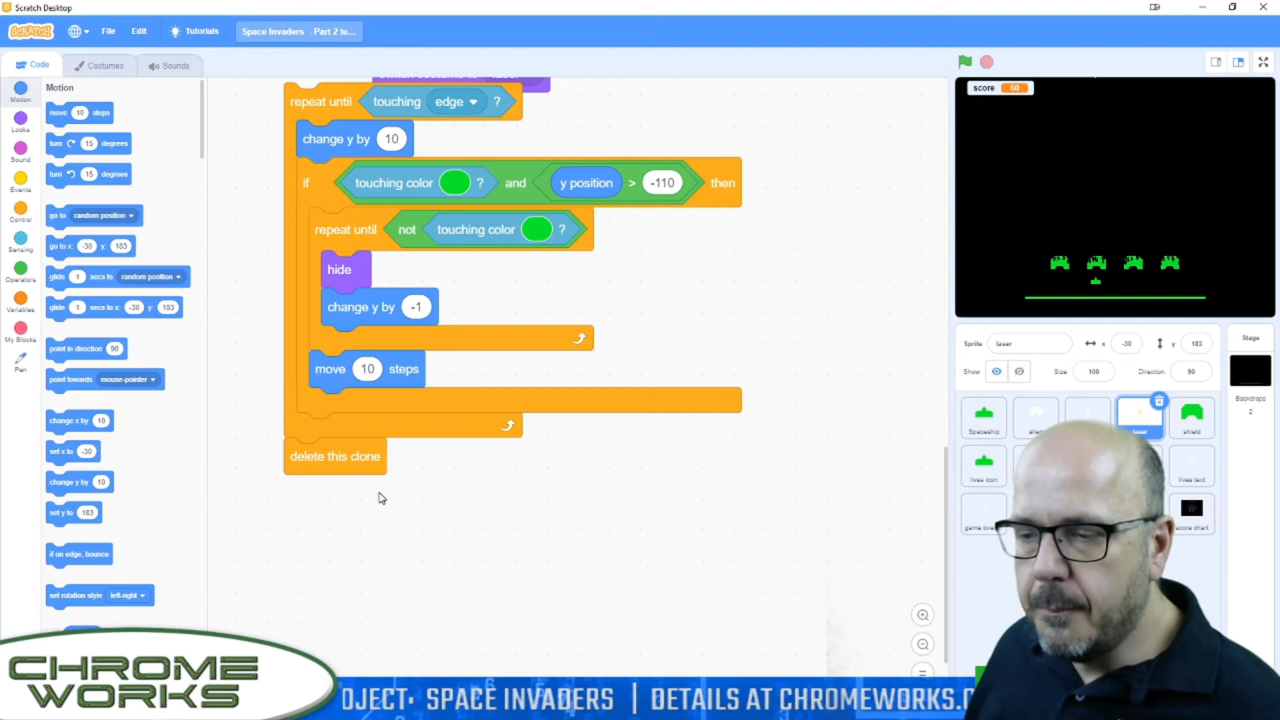 Scratch Desktop
SCRATCH File Edit Tutorials Space Invaders - Part 2 te...
Code Costumes Sounds
Motion
Looks
Sound
Events
Control
Sensing
Operators
Variables
My Blocks
Pen
Motion
move 10 steps
turn 15 degrees
turn 15 degrees
go to random position
go to x: -30 y: 183
glide 1 secs to random position
glide 1 secs to x: -30 y: 183
point in direction 90
point towards mouse-pointer
change x by 10
set x to -30
change y by 10
set y to 183
if on edge, bounce
set rotation style left-right
repeat until touching edge ?
change y by 10
if touching color ? and y position > -110 then
repeat until not touching color ?
hide
change y by -1
move 10 steps
delete this clone
score 60
Sprite laser x -30 y 183
Show Size 100 Direction 90
Stage
Backdrops
2
Spaceship
laser
shield
lives icon
lives text
score chart
CHROME
WORKS
OJECT: SPACE INVADERS | DETAILS AT CHROMEWORKS.